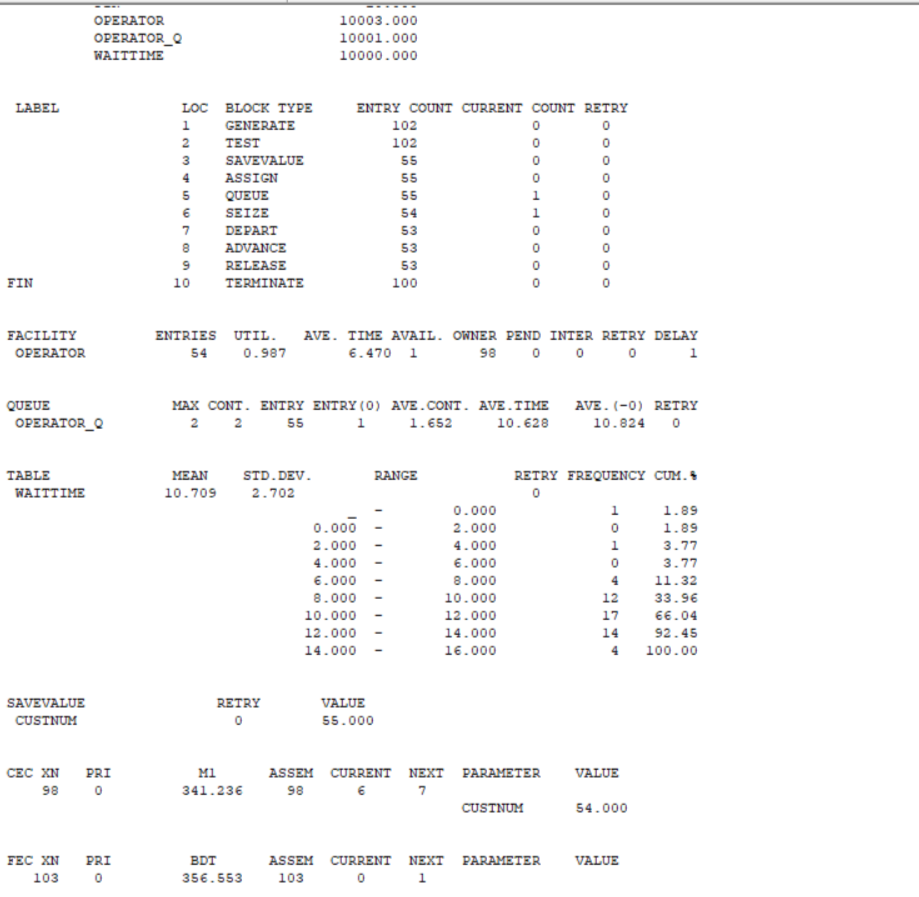 OPERATOR 10003.000
OPERATOR_Q 10001.000
WAITTIME 10000.000
LABEL LOC BLOCK TYPE ENTRY COUNT CURRENT COUNT RETRY
1 GENERATE 102 0 0
2 TEST 102 0 0
3 SAVEVALUE 55 0 0
4 ASSIGN 55 0 0
5 QUEUE 55 1 0
6 SEIZE 54 1 0
7 DEPART 53 0 0
8 ADVANCE 53 0 0
9 RELEASE 53 0 0
FIN 10 TERMINATE 100 0 0
FACILITY ENTRIES UTIL. AVE. TIME AVAIL. OWNER PEND INTER RETRY DELAY
OPERATOR 54 0.987 6.470 1 98 0 0 0 1
QUEUE MAX CONT. ENTRY ENTRY(0) AVE.CONT. AVE.TIME AVE.(-0) RETRY
OPERATOR_Q 2 2 55 1 1.652 10.628 10.824 0
TABLE MEAN STD.DEV. RANGE RETRY FREQUENCY CUM.%
WAITTIME 10.709 2.702 0
_ - 0.000 1 1.89
0.000 - 2.000 0 1.89
2.000 - 4.000 1 3.77
4.000 - 6.000 0 3.77
6.000 - 8.000 4 11.32
8.000 - 10.000 12 33.96
10.000 - 12.000 17 66.04
12.000 - 14.000 14 92.45
14.000 - 16.000 4 100.00
SAVEVALUE RETRY VALUE
CUSTNUM 0 55.000
CEC XN PRI M1 ASSEM CURRENT NEXT PARAMETER VALUE
98 0 341.236 98 6 7
CUSTNUM 54.000
FEC XN PRI BDT ASSEM CURRENT NEXT PARAMETER VALUE
103 0 356.553 103 0 1